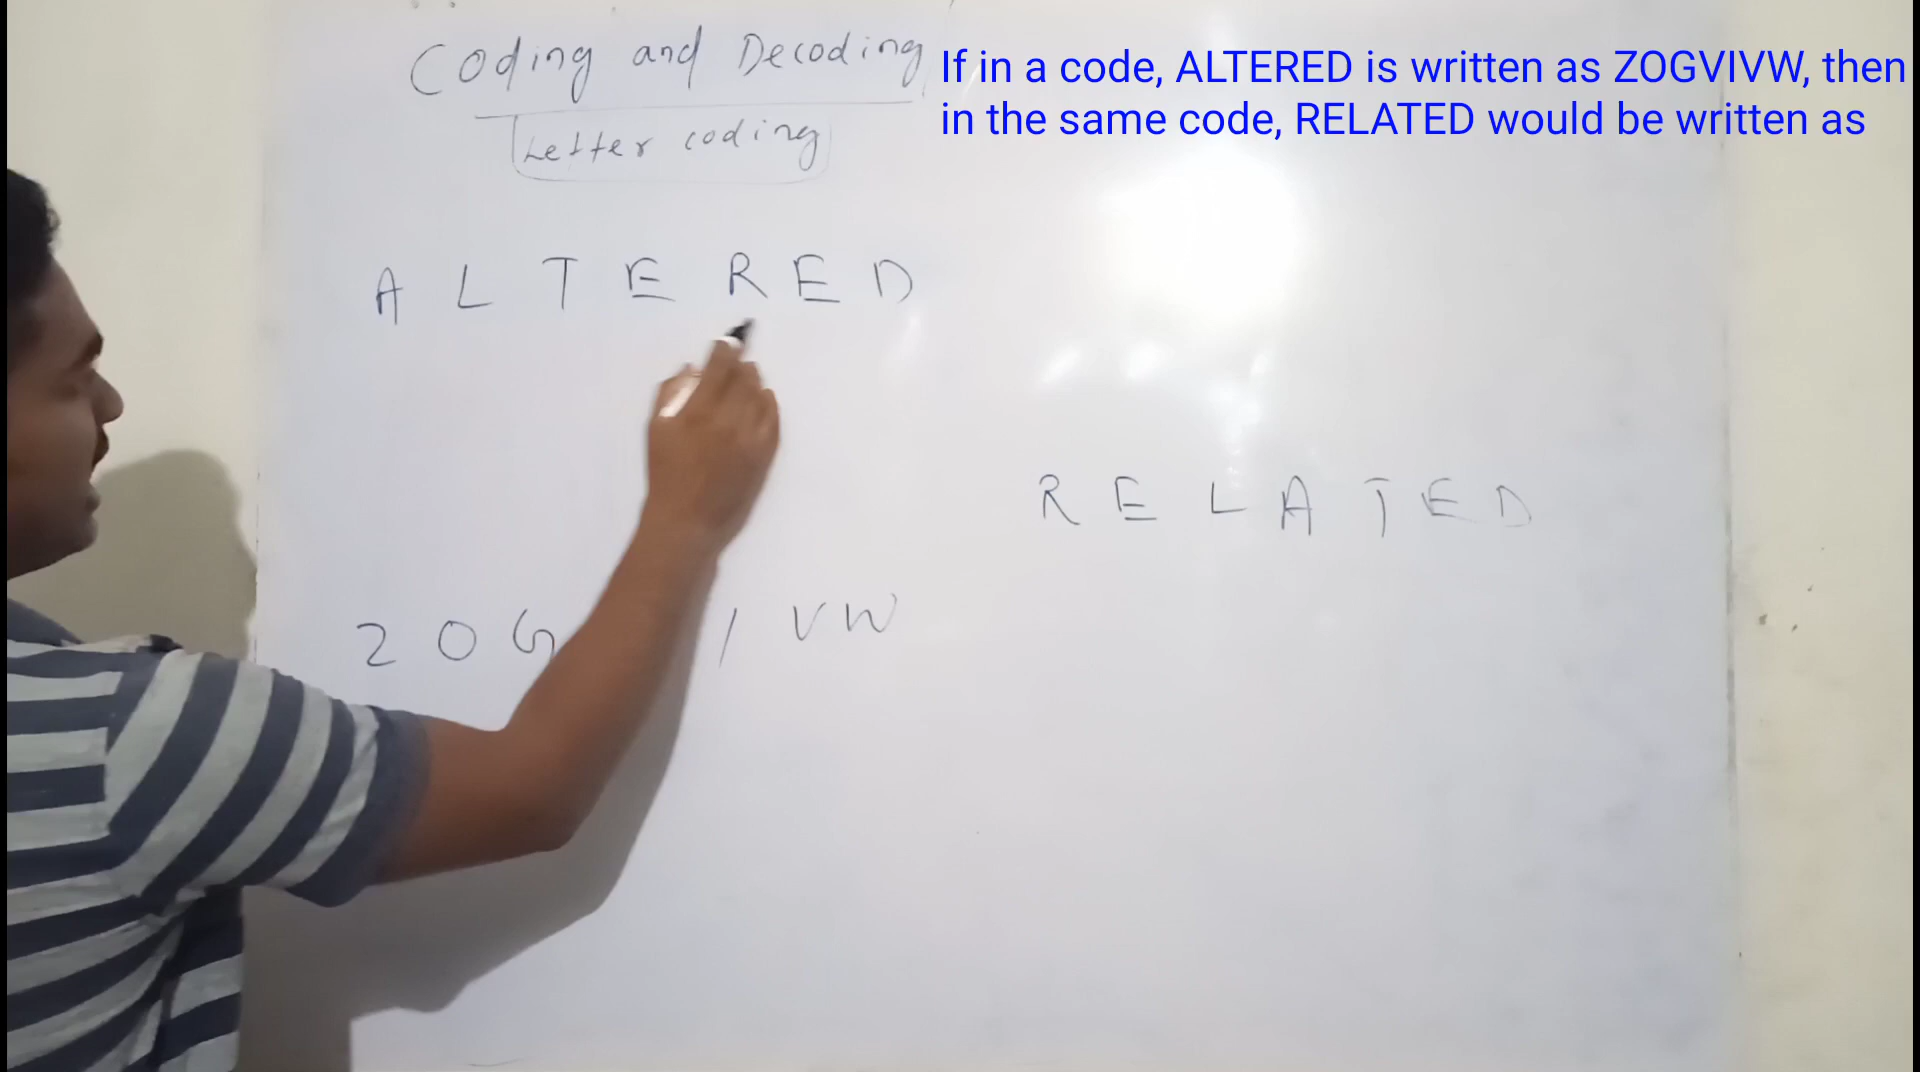 Coding and Decoding
Letter coding
If in a code, ALTERED is written as ZOGVIVW, then
in the same code, RELATED would be written as
A L T E R E D
R E L A T E D
Z O G I V W